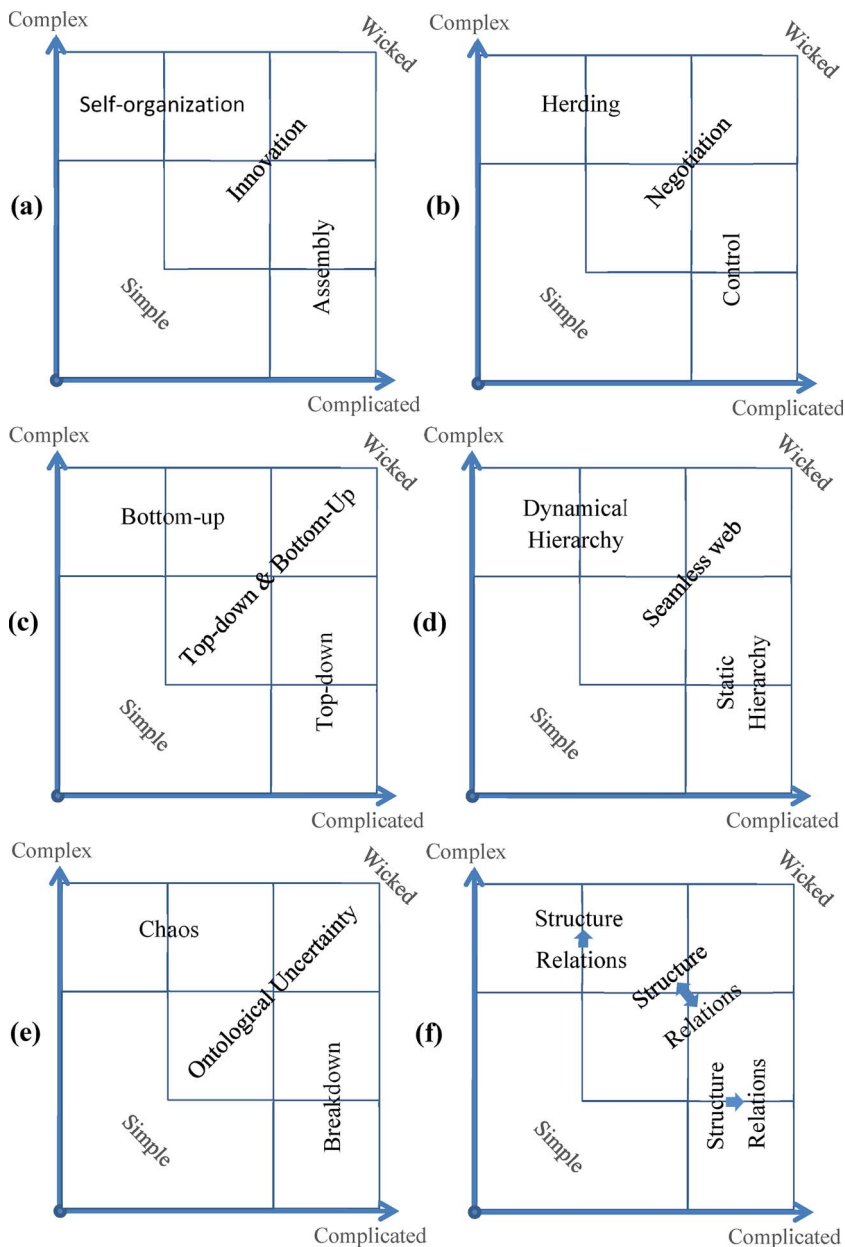 Complex
Wicked
Self-organization
Innovation
(a)
Assembly
Simple
Complicated
Complex
Wicked
Herding
Negotiation
(b)
Control
Simple
Complicated
Complex
Wicked
Bottom-up
Top-down & Bottom-Up
(c)
Top-down
Simple
Complicated
Complex
Wicked
Dynamical
Hierarchy
Seamless web
(d)
Static
Hierarchy
Simple
Complicated
Complex
Wicked
Chaos
Ontological Uncertainty
(e)
Breakdown
Simple
Complicated
Complex
Wicked
Structure
Relations
Structure
Relations
(f)
Structure
Relations
Simple
Complicated